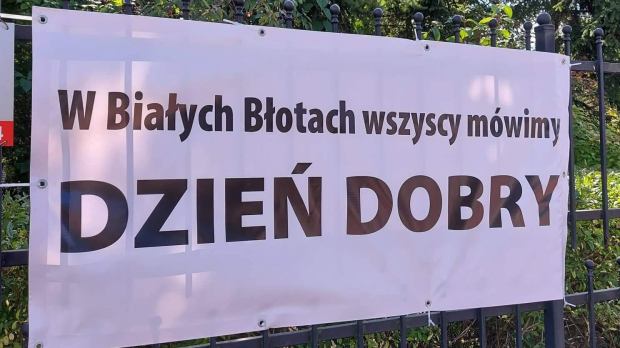 W Białych Błotach wszyscy mówimy
DZIEŃ DOBRY